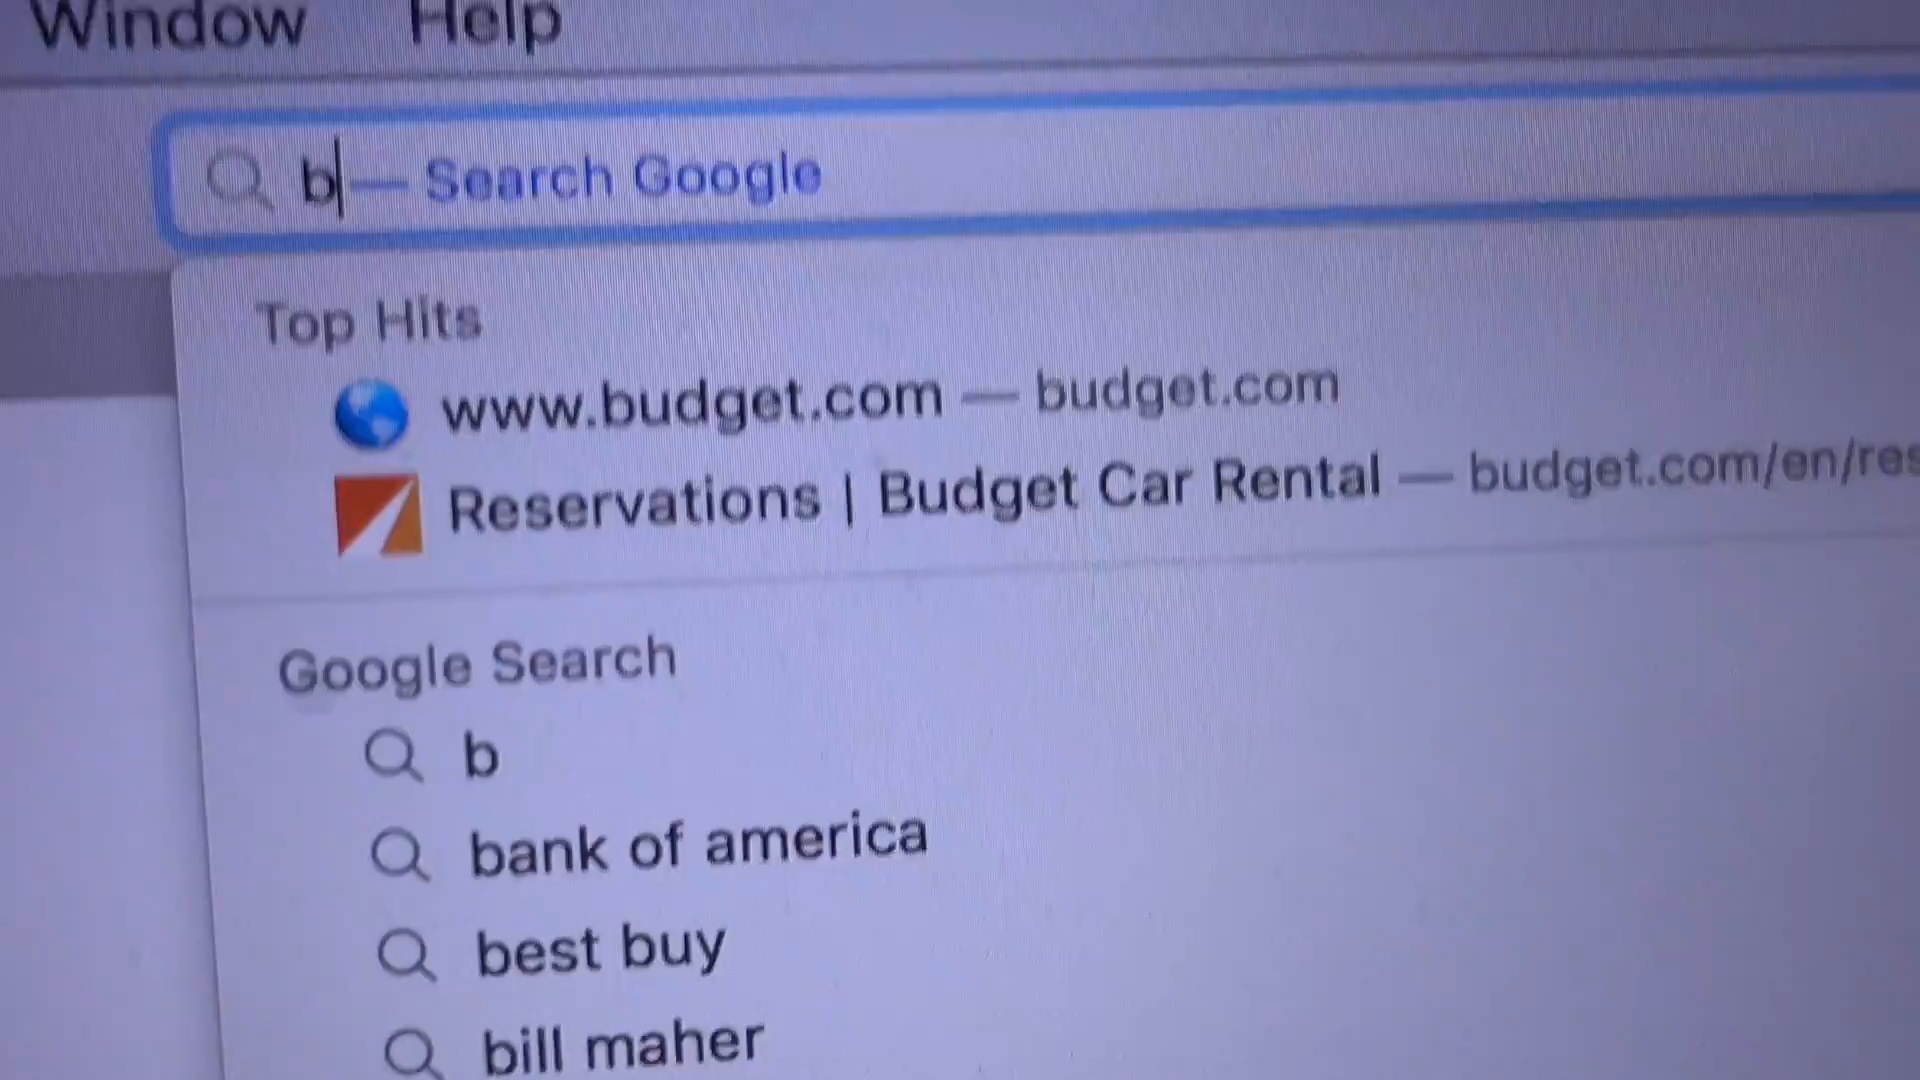 Window Help
b — Search Google
Top Hits
www.budget.com — budget.com
Reservations | Budget Car Rental — budget.com/en/res
Google Search
b
bank of america
best buy
bill maher